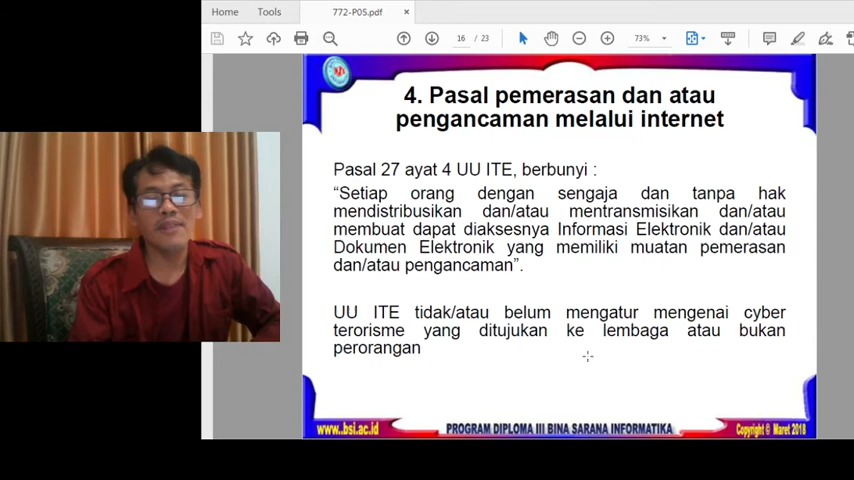 Home Tools 772-P05.pdf ×
16 / 23 73%
4. Pasal pemerasan dan atau
pengancaman melalui internet
Pasal 27 ayat 4 UU ITE, berbunyi :
“Setiap orang dengan sengaja dan tanpa hak
mendistribusikan dan/atau mentransmisikan dan/atau
membuat dapat diaksesnya Informasi Elektronik dan/atau
Dokumen Elektronik yang memiliki muatan pemerasan
dan/atau pengancaman”.
UU ITE tidak/atau belum mengatur mengenai cyber
terorisme yang ditujukan ke lembaga atau bukan
perorangan
www..bsi.ac.id PROGRAM DIPLOMA III BINA SARANA INFORMATIKA Copyright © Maret 2018